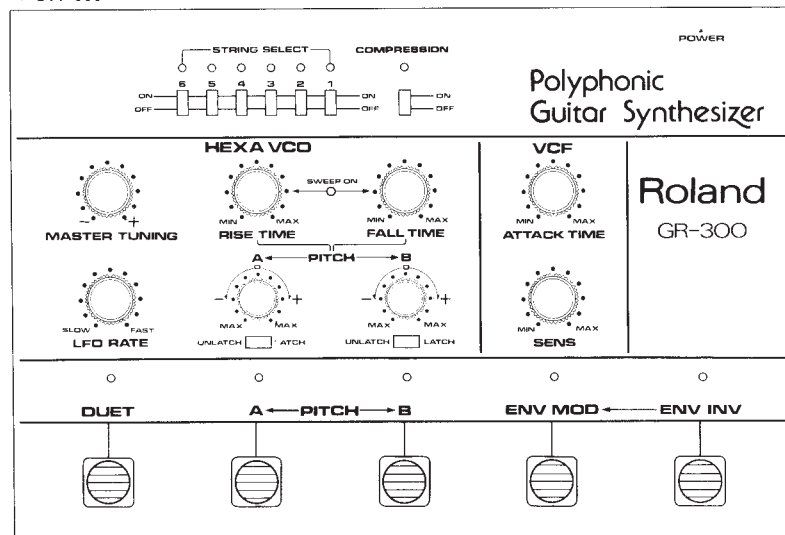 POWER
STRING SELECT
COMPRESSION
6 5 4 3 2 1
ON ON ON
OFF OFF OFF
Polyphonic
Guitar Synthesizer
HEXA VCO
VCF
SWEEP ON
− +
MIN MAX
MIN MAX
MIN MAX
MASTER TUNING
RISE TIME
FALL TIME
ATTACK TIME
Roland
GR-300
A PITCH B
− +
− +
SLOW FAST
MAX MAX
MAX MAX
MIN MAX
LFO RATE
UNLATCH ATCH
UNLATCH LATCH
SENS
DUET
A PITCH B
ENV MOD
ENV INV